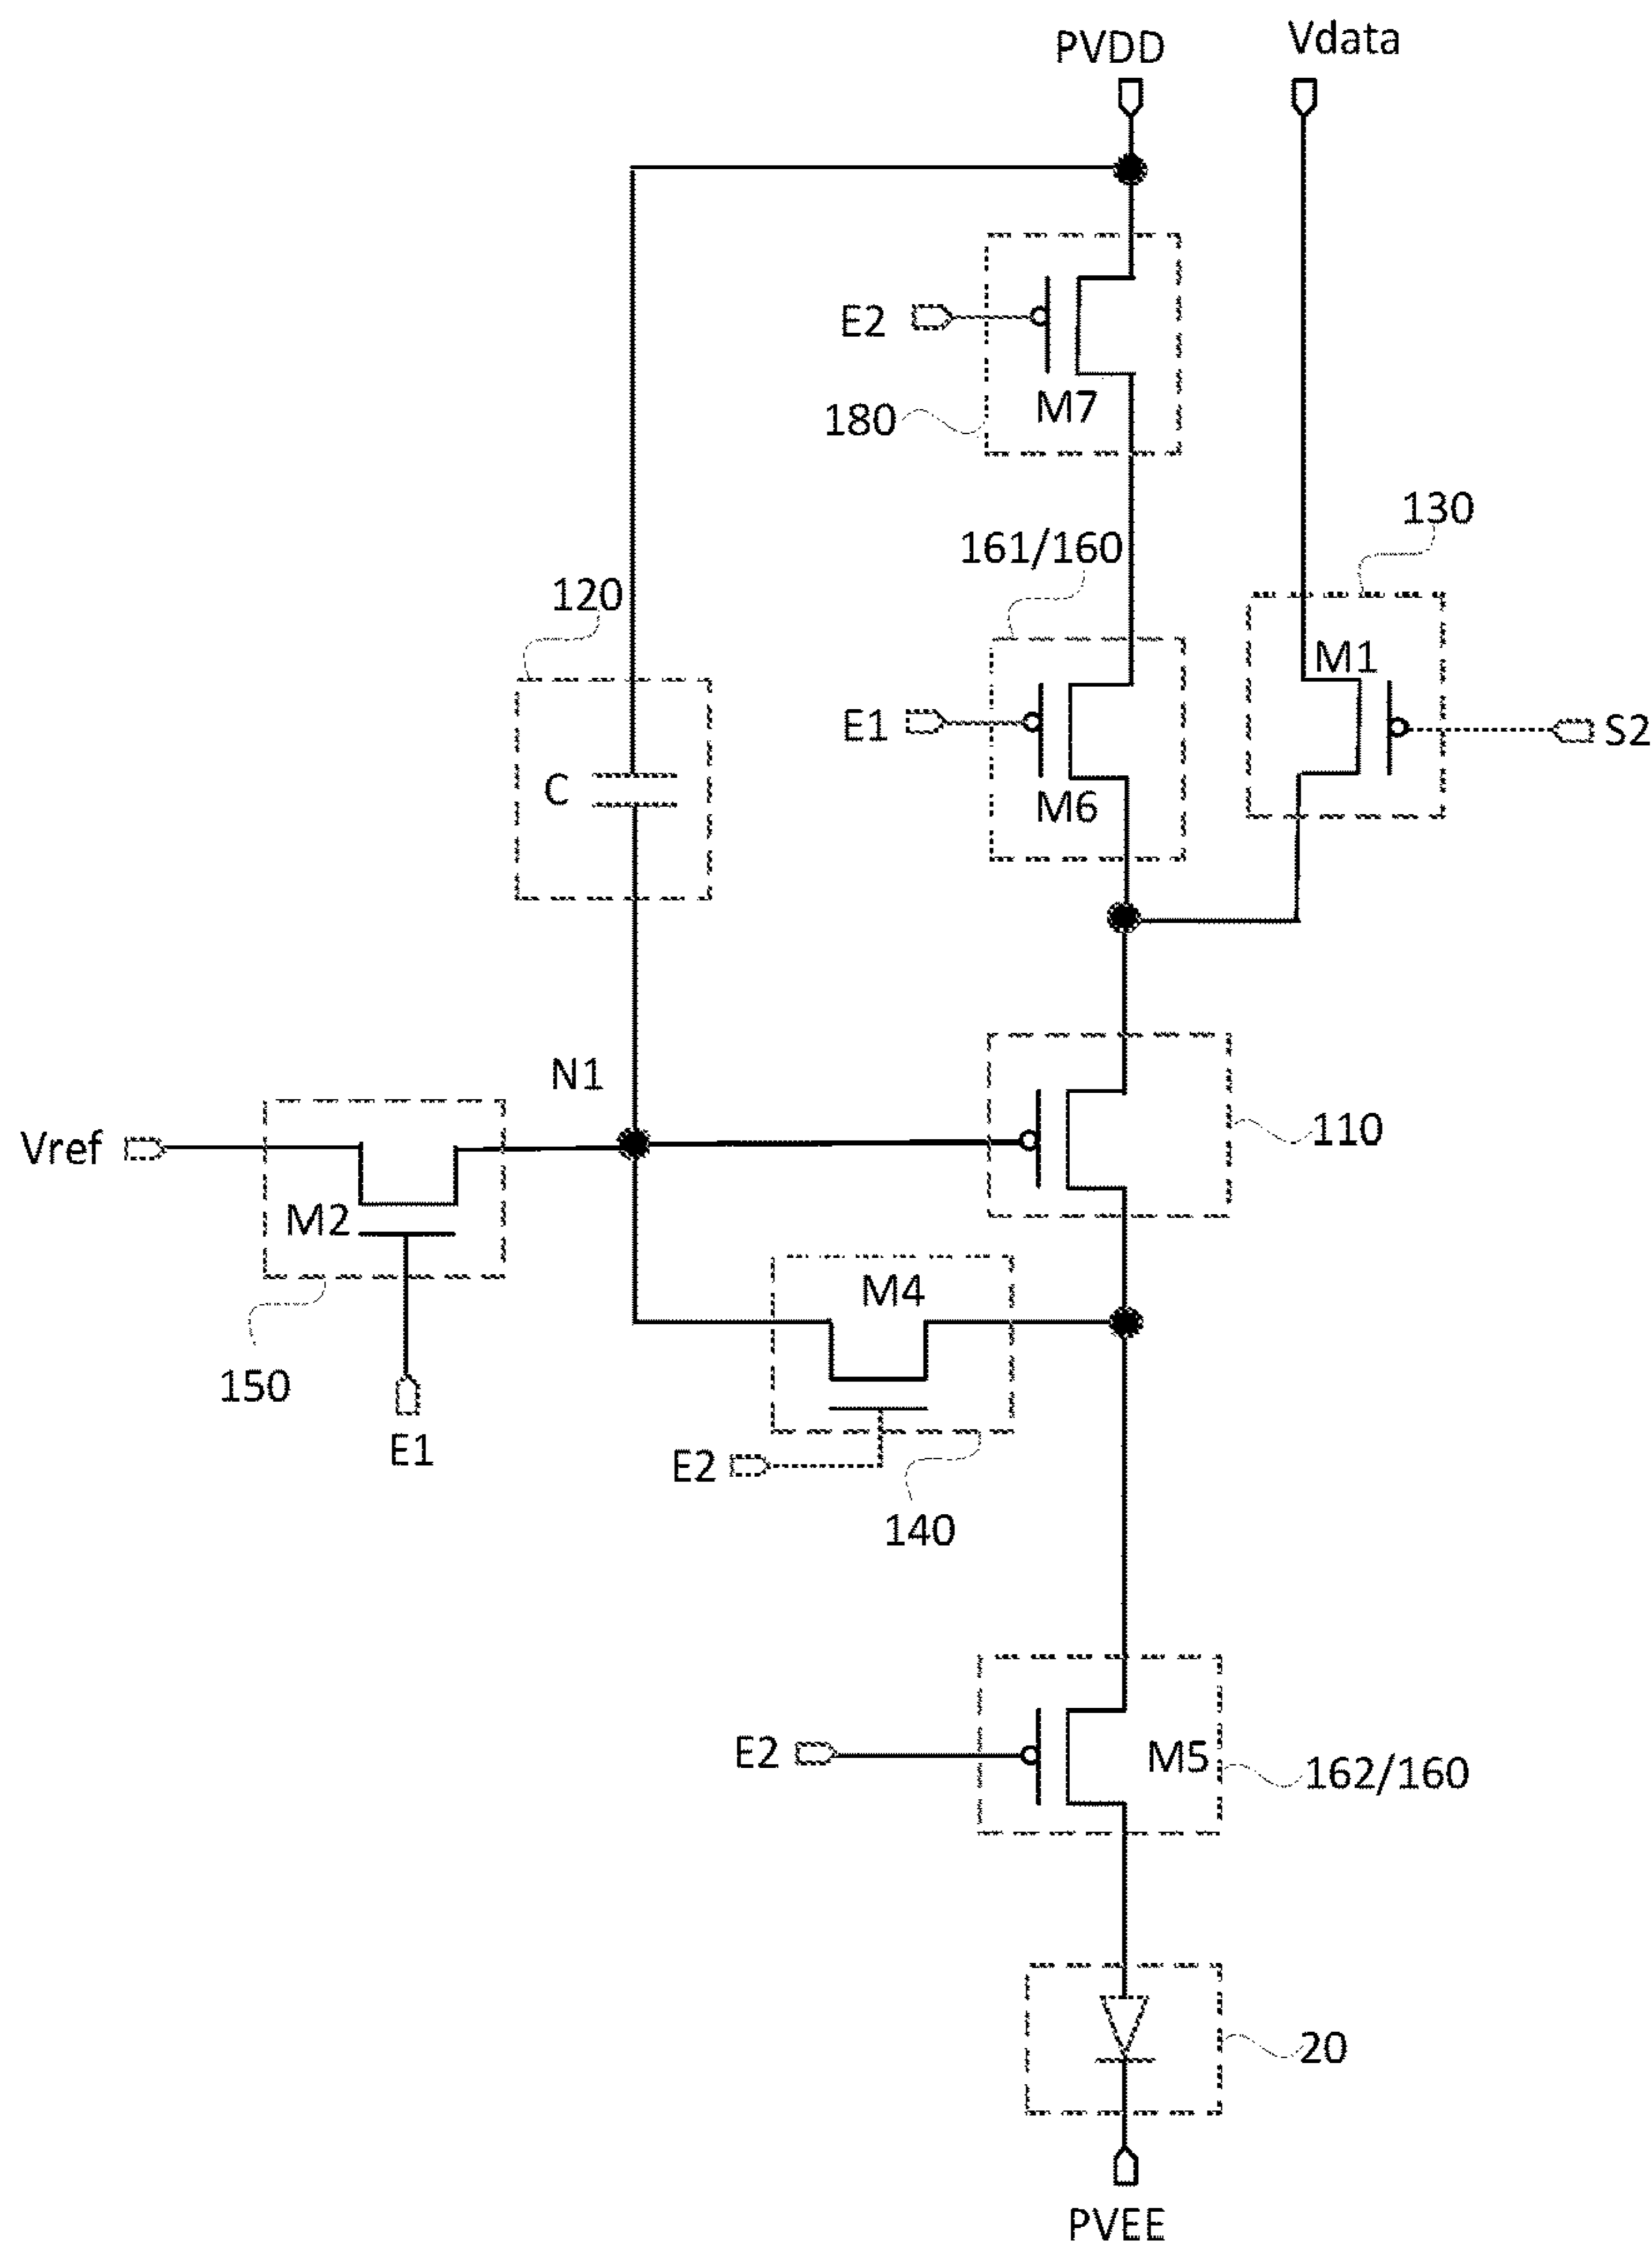 PVDD
Vdata
E2
M7
180
130
161/160
120
M1
E1
S2
C
M6
N1
110
Vref
M2
M4
150
E1
E2
140
E2
M5
162/160
20
PVEE